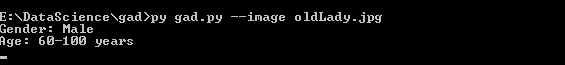 E:\DataScience\gad>py gad.py --image oldLady.jpg
Gender: Male
Age: 60-100 years